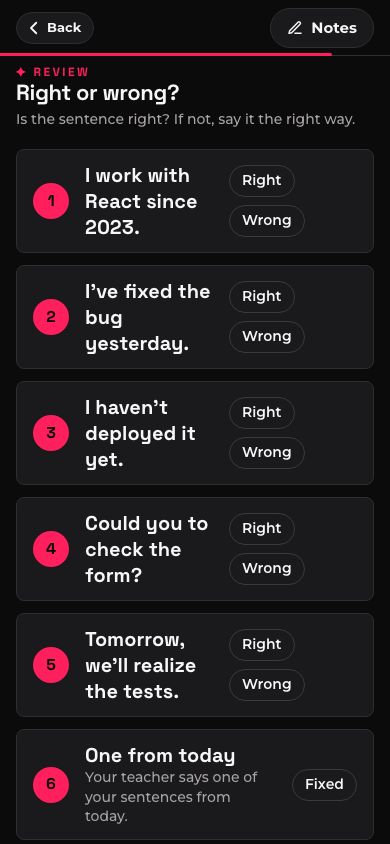 Back
Notes
REVIEW
Right or wrong?
Is the sentence right? If not, say it the right way.
1
I work with
React since
2023.
Right
Wrong
2
I've fixed the
bug
yesterday.
Right
Wrong
3
I haven't
deployed it
yet.
Right
Wrong
4
Could you to
check the
form?
Right
Wrong
5
Tomorrow,
we'll realize
the tests.
Right
Wrong
6
One from today
Your teacher says one of
your sentences from
today.
Fixed